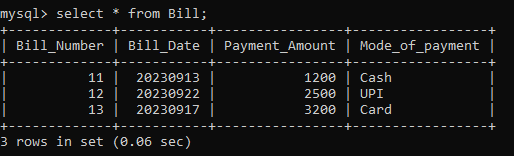 mysql> select * from Bill;
+-------------+-----------+----------------+-----------------+
| Bill_Number | Bill_Date | Payment_Amount | Mode_of_payment |
+-------------+-----------+----------------+-----------------+
|          11 |  20230913 |           1200 | Cash            |
|          12 |  20230922 |           2500 | UPI             |
|          13 |  20230917 |           3200 | Card            |
+-------------+-----------+----------------+-----------------+
3 rows in set (0.06 sec)